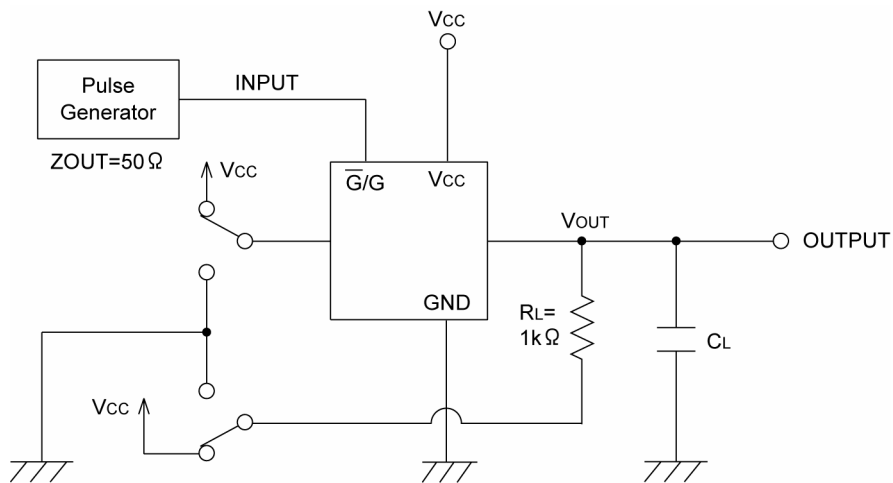 VCC
Pulse
Generator
INPUT
ZOUT=50Ω
VCC
G̅/G
VCC
VOUT
OUTPUT
GND
RL=
1kΩ
CL
VCC